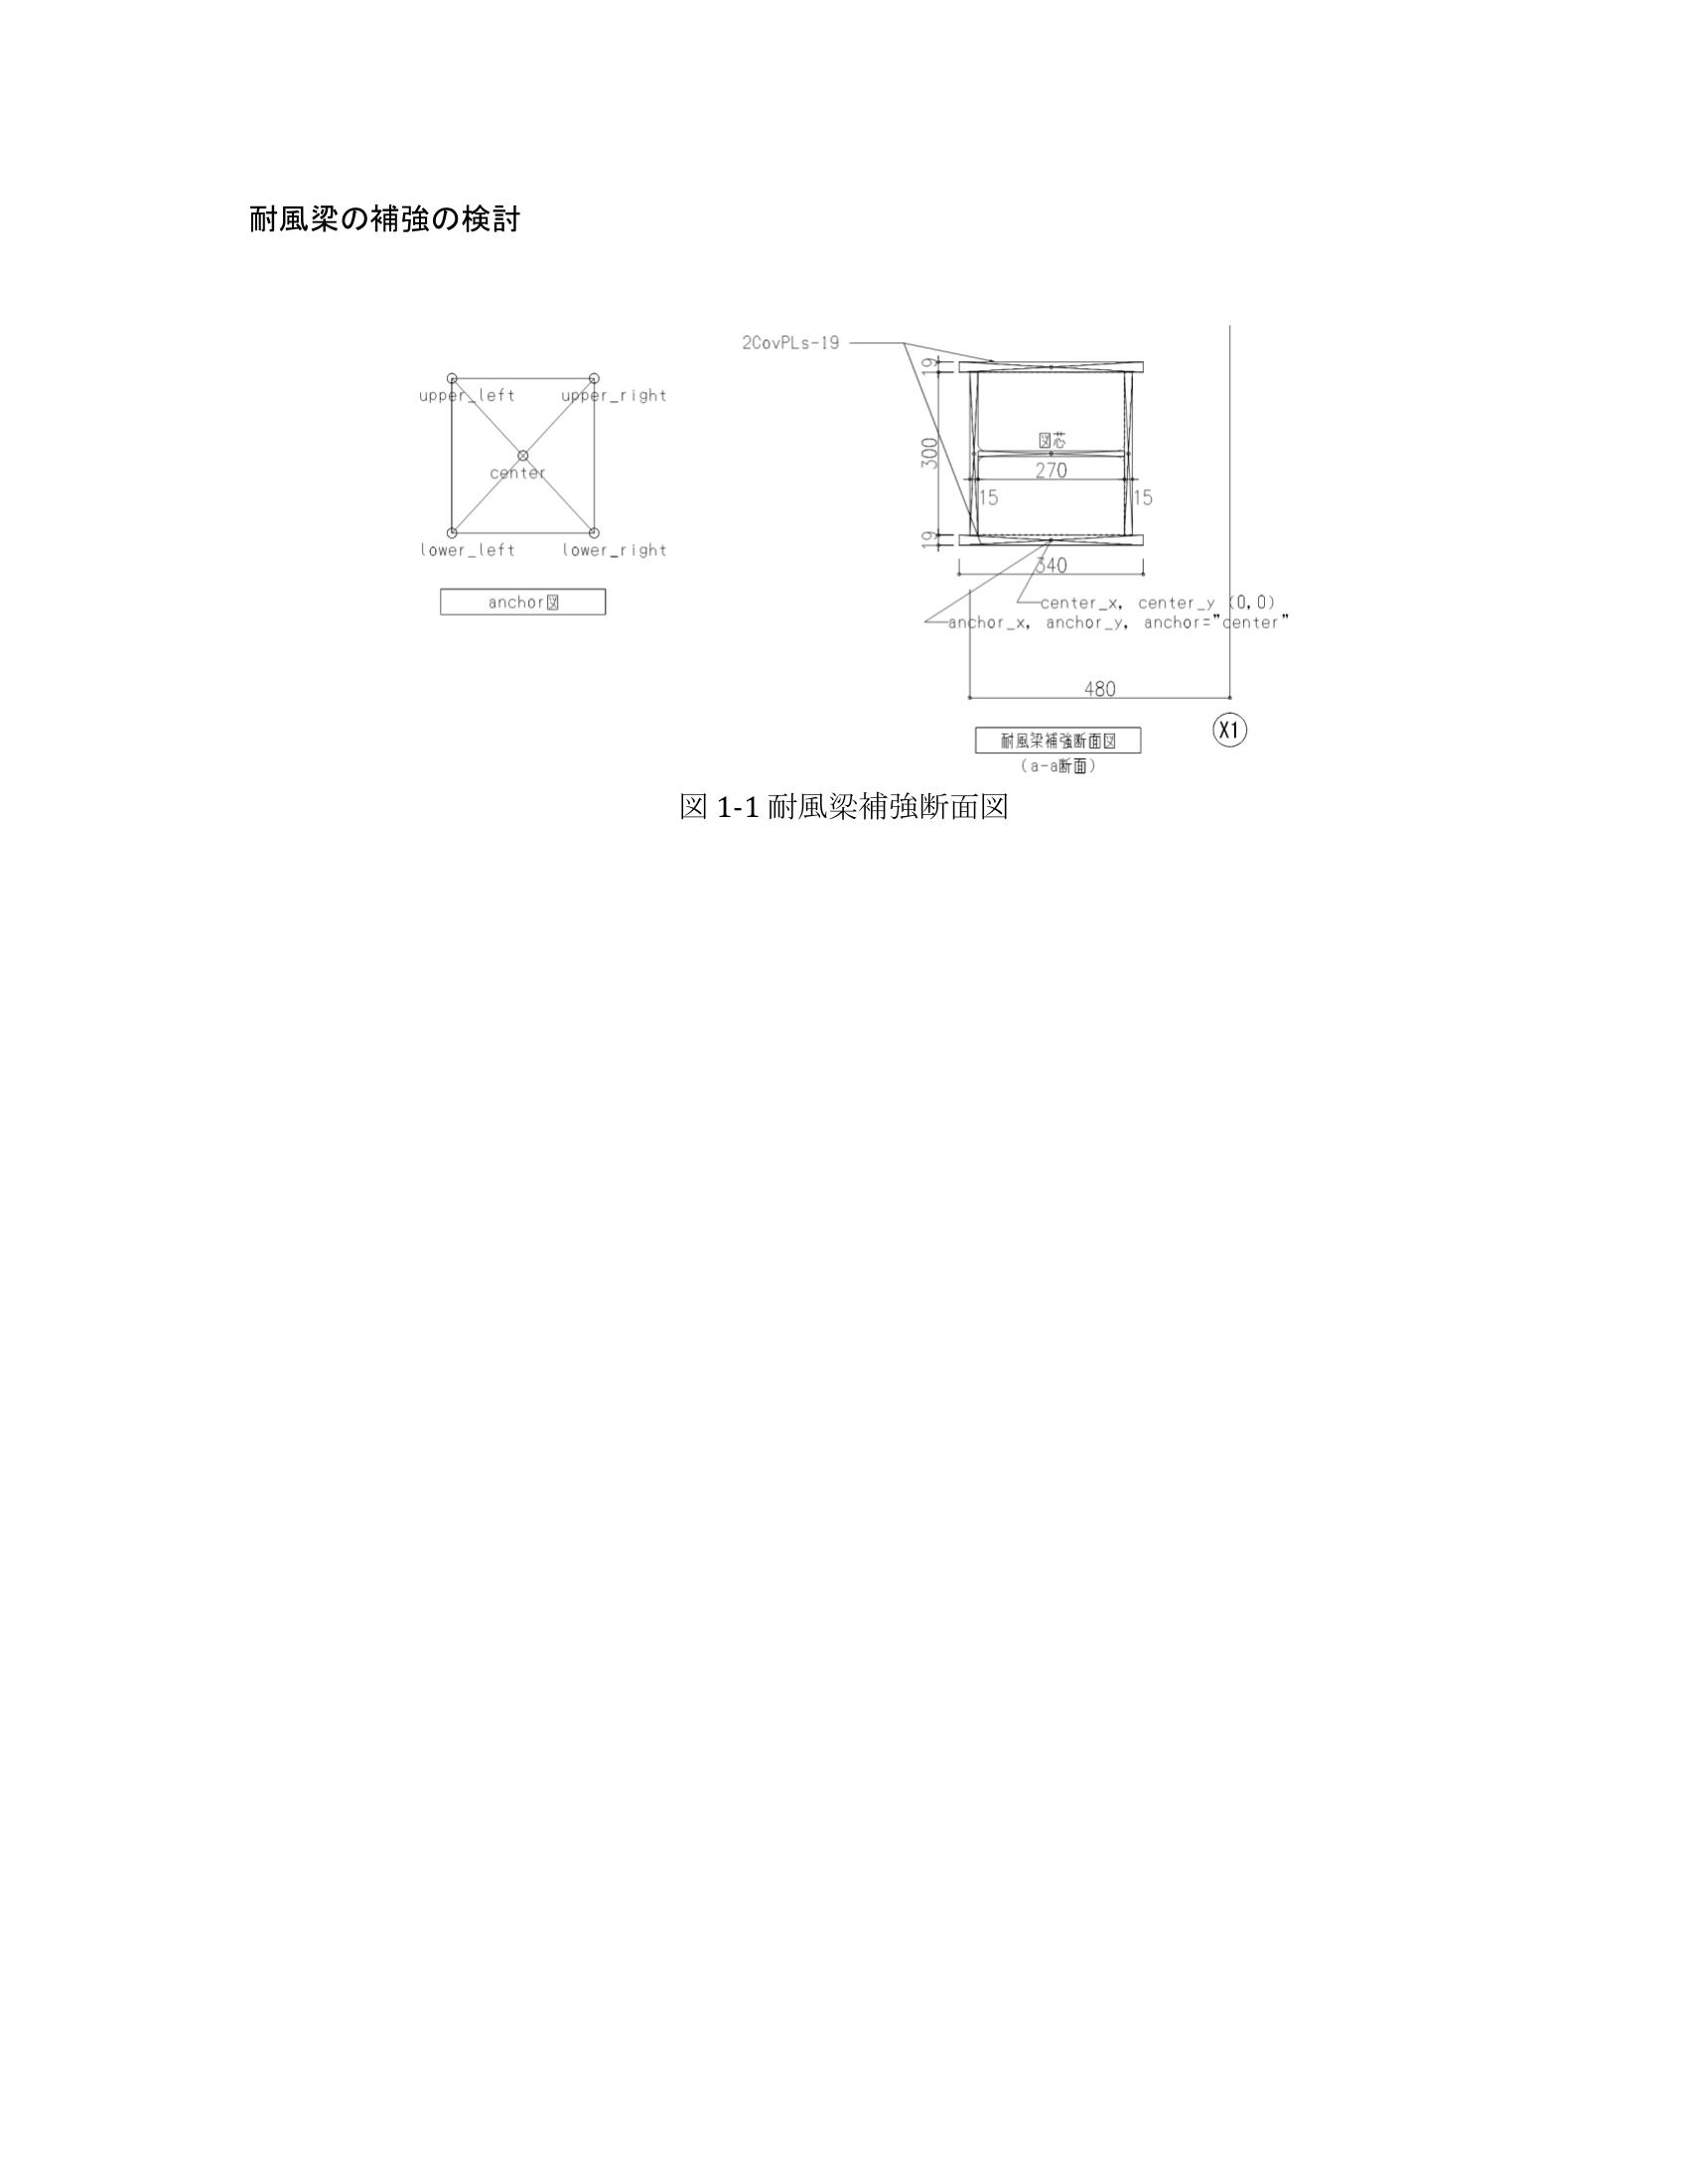 耐風梁の補強の検討
upper_left
upper_right
center
lower_left
lower_right
anchor図
2CovPLs-19
19
300
19
図芯
270
15
15
340
center_x, center_y (0,0)
anchor_x, anchor_y, anchor="center"
480
X1
耐風梁補強断面図
(a-a断面)
図 1-1 耐風梁補強断面図